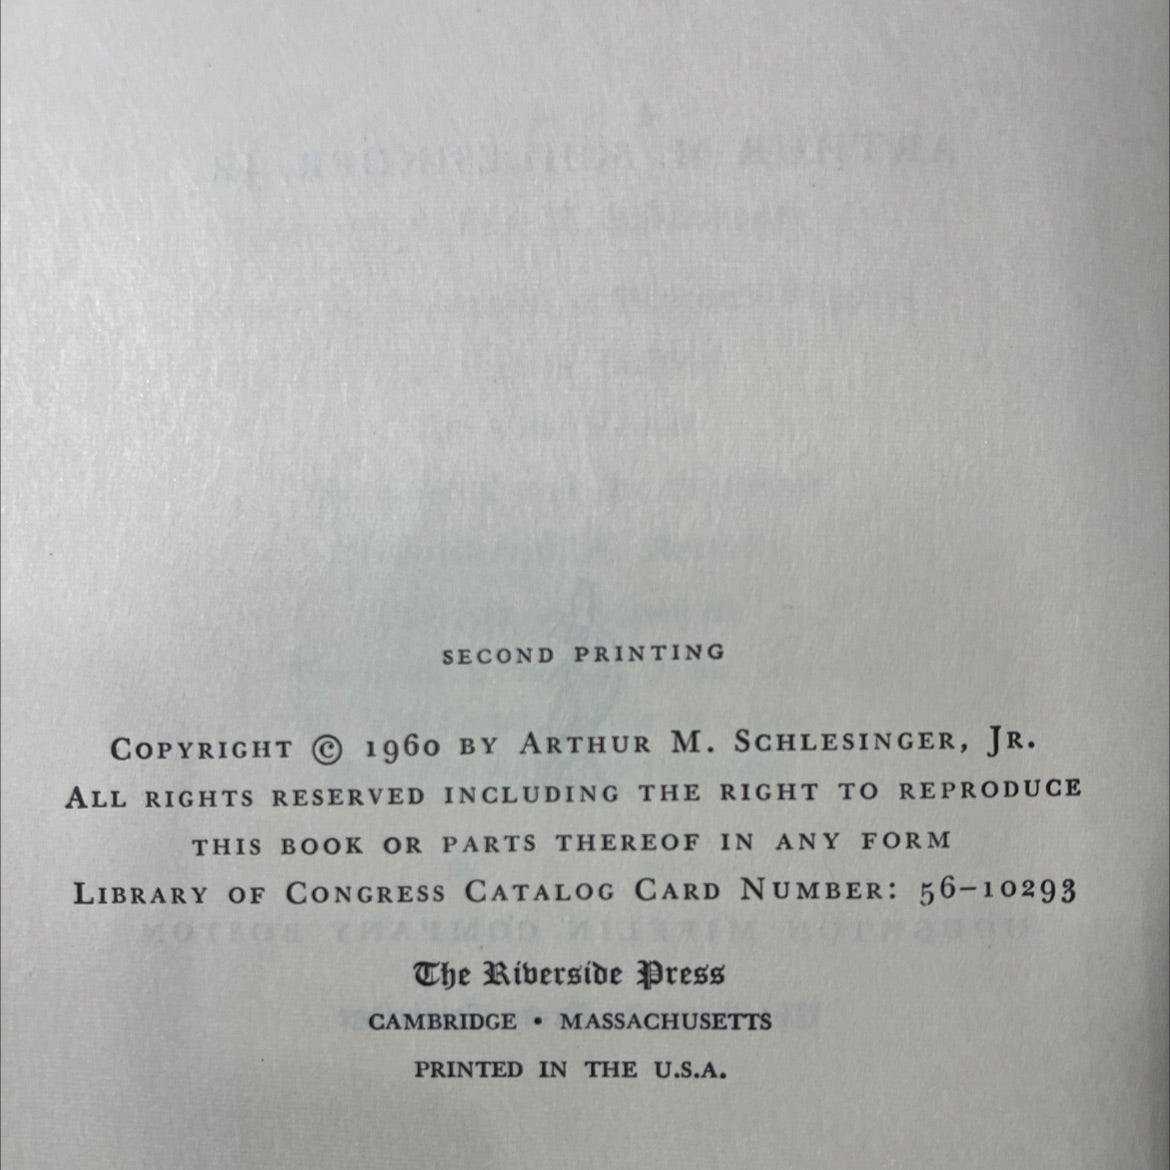 SECOND PRINTING
COPYRIGHT © 1960 BY ARTHUR M. SCHLESINGER, JR.
ALL RIGHTS RESERVED INCLUDING THE RIGHT TO REPRODUCE
THIS BOOK OR PARTS THEREOF IN ANY FORM
LIBRARY OF CONGRESS CATALOG CARD NUMBER: 56-10293
The Riverside Press
CAMBRIDGE • MASSACHUSETTS
PRINTED IN THE U.S.A.